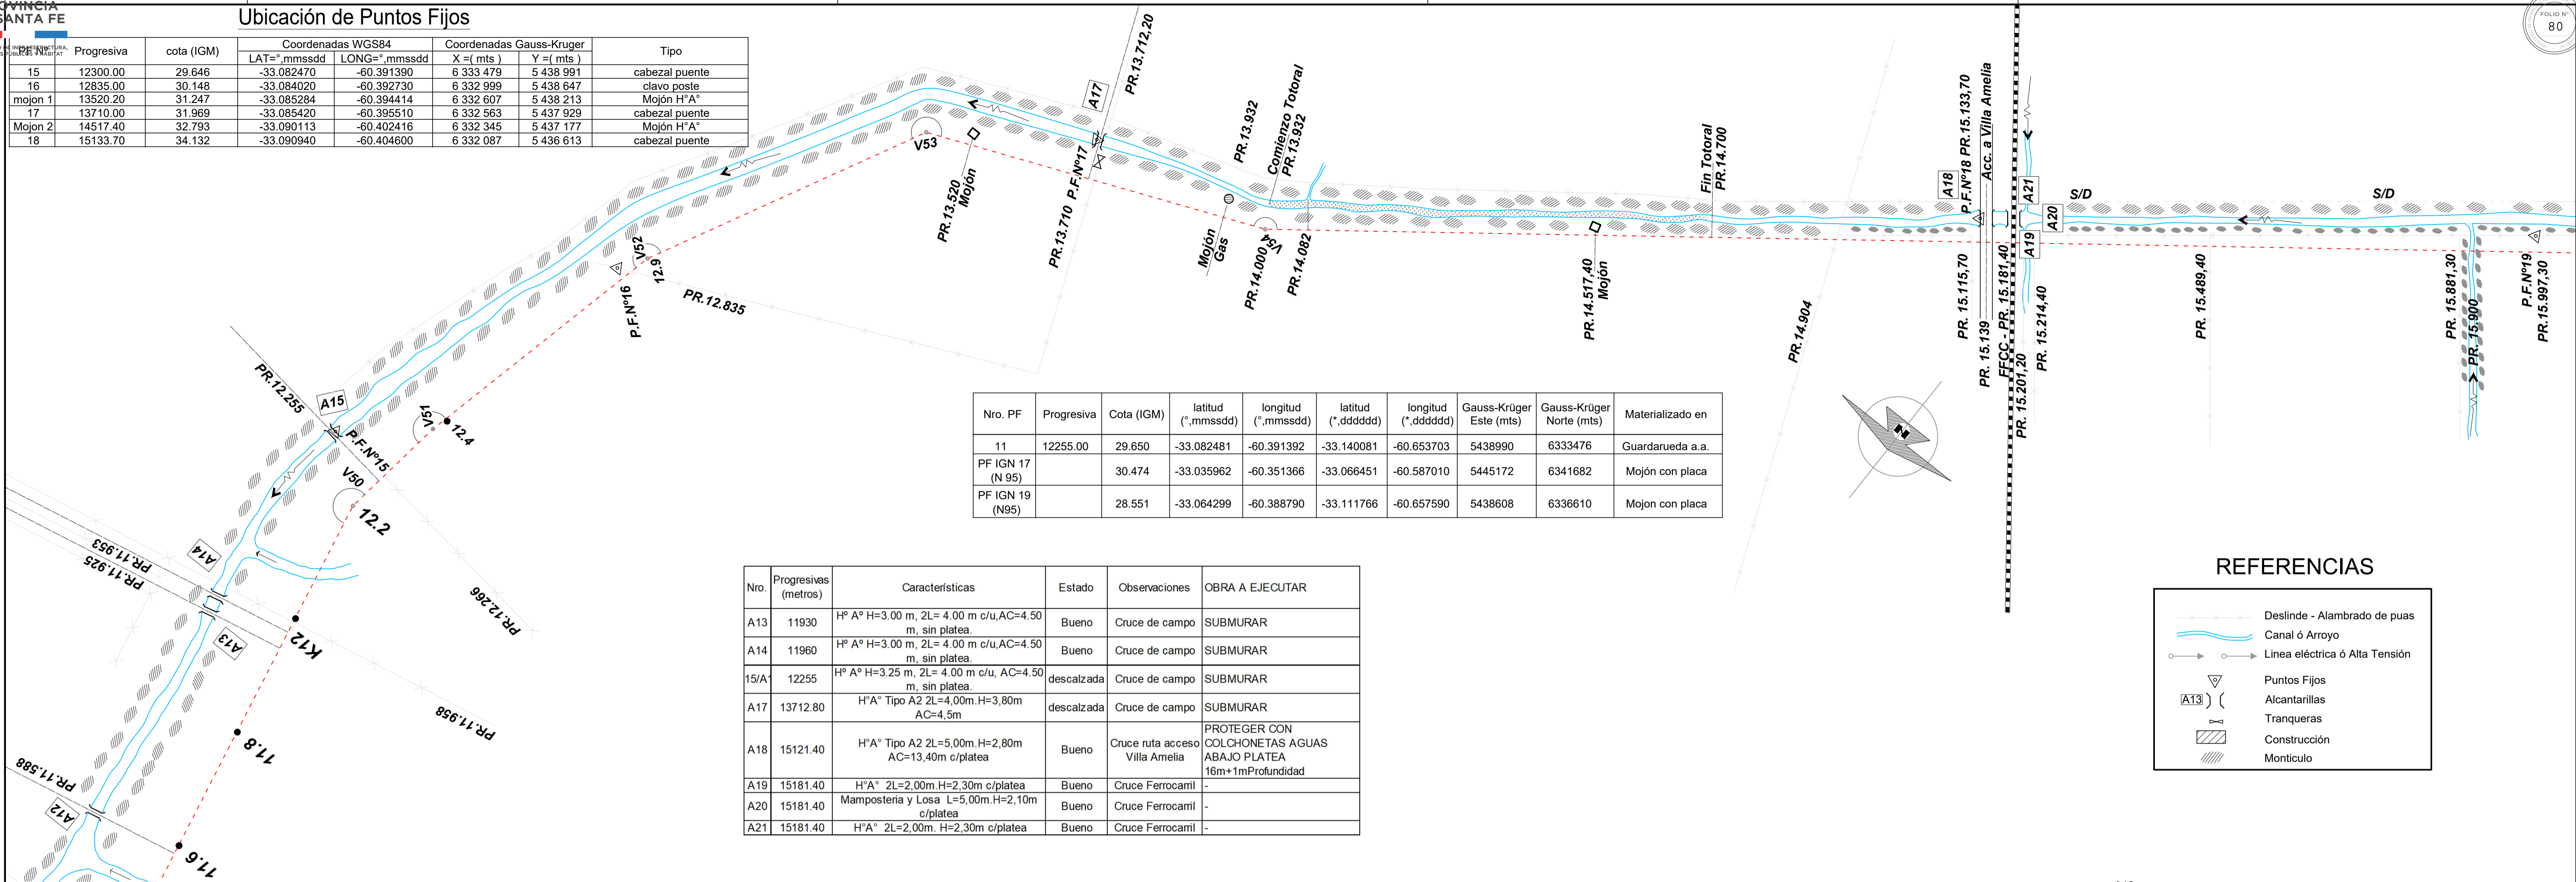 OVINCIA
SANTA FE
FOLIO N°
80
Ubicación de Puntos Fijos
Progresiva cota (IGM) Coordenadas WGS84 Coordenadas Gauss-Kruger Tipo
LAT=°,mmssdd LONG=°,mmssdd X =( mts ) Y =( mts )
15 12300.00 29.646 -33.082470 -60.391390 6 333 479 5 438 991 cabezal puente
16 12835.00 30.148 -33.084020 -60.392730 6 332 999 5 438 647 clavo poste
mojon 1 13520.20 31.247 -33.085284 -60.394414 6 332 607 5 438 213 Mojón H°A°
17 13710.00 31.969 -33.085420 -60.395510 6 332 563 5 437 929 cabezal puente
Mojon 2 14517.40 32.793 -33.090113 -60.402416 6 332 345 5 437 177 Mojón H°A°
18 15133.70 34.132 -33.090940 -60.404600 6 332 087 5 436 613 cabezal puente
PR.13.712,20
A17
V53
PR.13.520
Mojón
PR.13.710 P.F.Nº17
PR.13.932
Comienzo Totoral
PR.13.932
Mojón
Gas
PR.14.000
V54
PR.14.082
Fin Totoral
PR.14.700
PR.14.517,40
Mojón
PR.14.904
A18
P.F.Nº18 PR.15.133,70
Acc. a Villa Amelia
A21
A20
A19
S/D
S/D
PR. 15.115,70
PR. 15.139
FFCC - PR. 15.181,40
PR. 15.201,20
PR. 15.214,40
PR. 15.489,40
PR. 15.881,30
PR. 15.900
P.F.Nº19
PR.15.997,30
V52
12.9
P.F.Nº16
PR.12.835
PR.12.255
A15
P.F.Nº15
V51
12.4
V50
12.2
PR.12.266
PR.11.953
PR.11.925
A14
A13
K12
PR.11.958
11.8
PR.11.588
A12
11.6
Nro. PF Progresiva Cota (IGM) latitud (°,mmssdd) longitud (°,mmssdd) latitud (*,dddddd) longitud (*,dddddd) Gauss-Krüger Este (mts) Gauss-Krüger Norte (mts) Materializado en
11 12255.00 29.650 -33.082481 -60.391392 -33.140081 -60.653703 5438990 6333476 Guardarueda a.a.
PF IGN 17 (N 95) 30.474 -33.035962 -60.351366 -33.066451 -60.587010 5445172 6341682 Mojón con placa
PF IGN 19 (N95) 28.551 -33.064299 -60.388790 -33.111766 -60.657590 5438608 6336610 Mojon con placa
N
Nro. Progresivas (metros) Características Estado Observaciones OBRA A EJECUTAR
A13 11930 Hº Aº H=3.00 m, 2L= 4.00 m c/u,AC=4.50 m, sin platea. Bueno Cruce de campo SUBMURAR
A14 11960 Hº Aº H=3.00 m, 2L= 4.00 m c/u,AC=4.50 m, sin platea. Bueno Cruce de campo SUBMURAR
15/A1 12255 Hº Aº H=3.25 m, 2L= 4.00 m c/u, AC=4.50 m, sin platea. descalzada Cruce de campo SUBMURAR
A17 13712.80 H°A° Tipo A2 2L=4,00m.H=3,80m AC=4,5m descalzada Cruce de campo SUBMURAR
A18 15121.40 H°A° Tipo A2 2L=5,00m.H=2,80m AC=13,40m c/platea Bueno Cruce ruta acceso Villa Amelia PROTEGER CON COLCHONETAS AGUAS ABAJO PLATEA 16m+1mProfundidad
A19 15181.40 H°A° 2L=2,00m.H=2,30m c/platea Bueno Cruce Ferrocarril -
A20 15181.40 Mamposteria y Losa L=5,00m.H=2,10m c/platea Bueno Cruce Ferrocarril -
A21 15181.40 H°A° 2L=2,00m. H=2,30m c/platea Bueno Cruce Ferrocarril -
REFERENCIAS
Deslinde - Alambrado de puas
Canal ó Arroyo
Linea eléctrica ó Alta Tensión
Puntos Fijos
A13 Alcantarillas
Tranqueras
Construcción
Monticulo